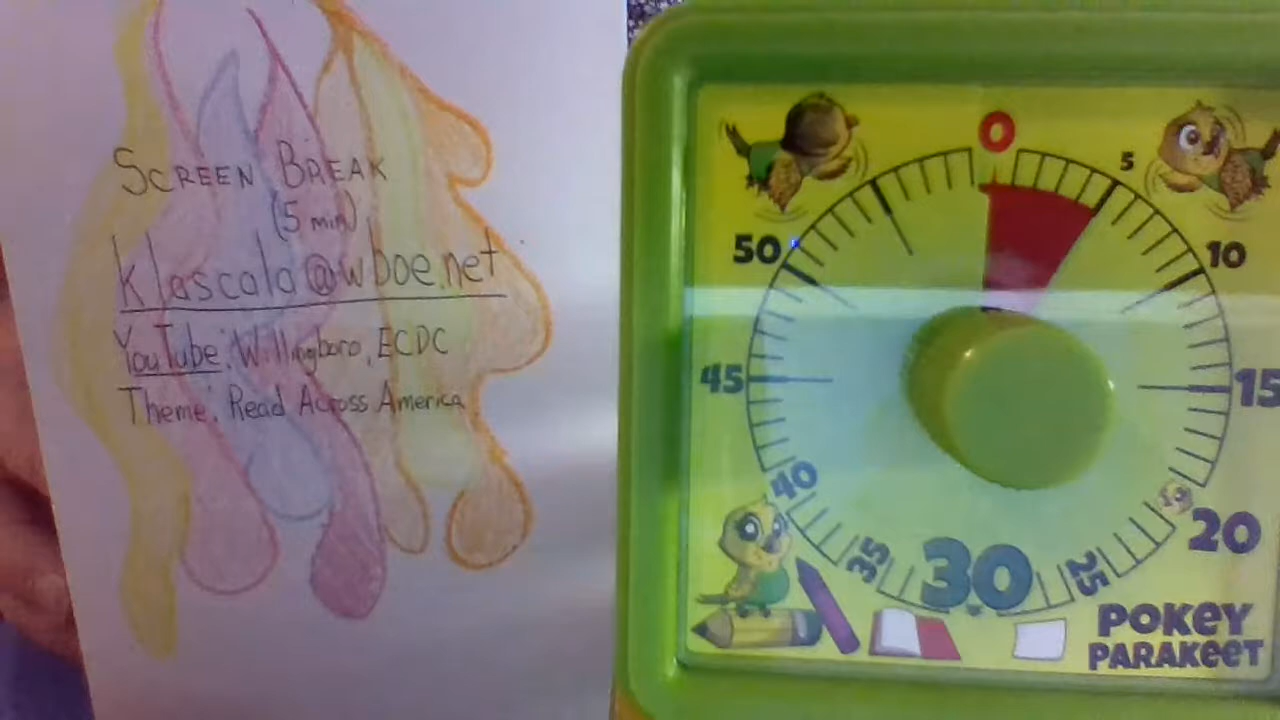 SCREEN BREAK
(5 min)
klascala@wboe.net
YouTube: Willingboro, ECDC
Theme: Read Across America
0
5
10
15
20
25
30
35
40
45
50
POKEY
PARAKEET